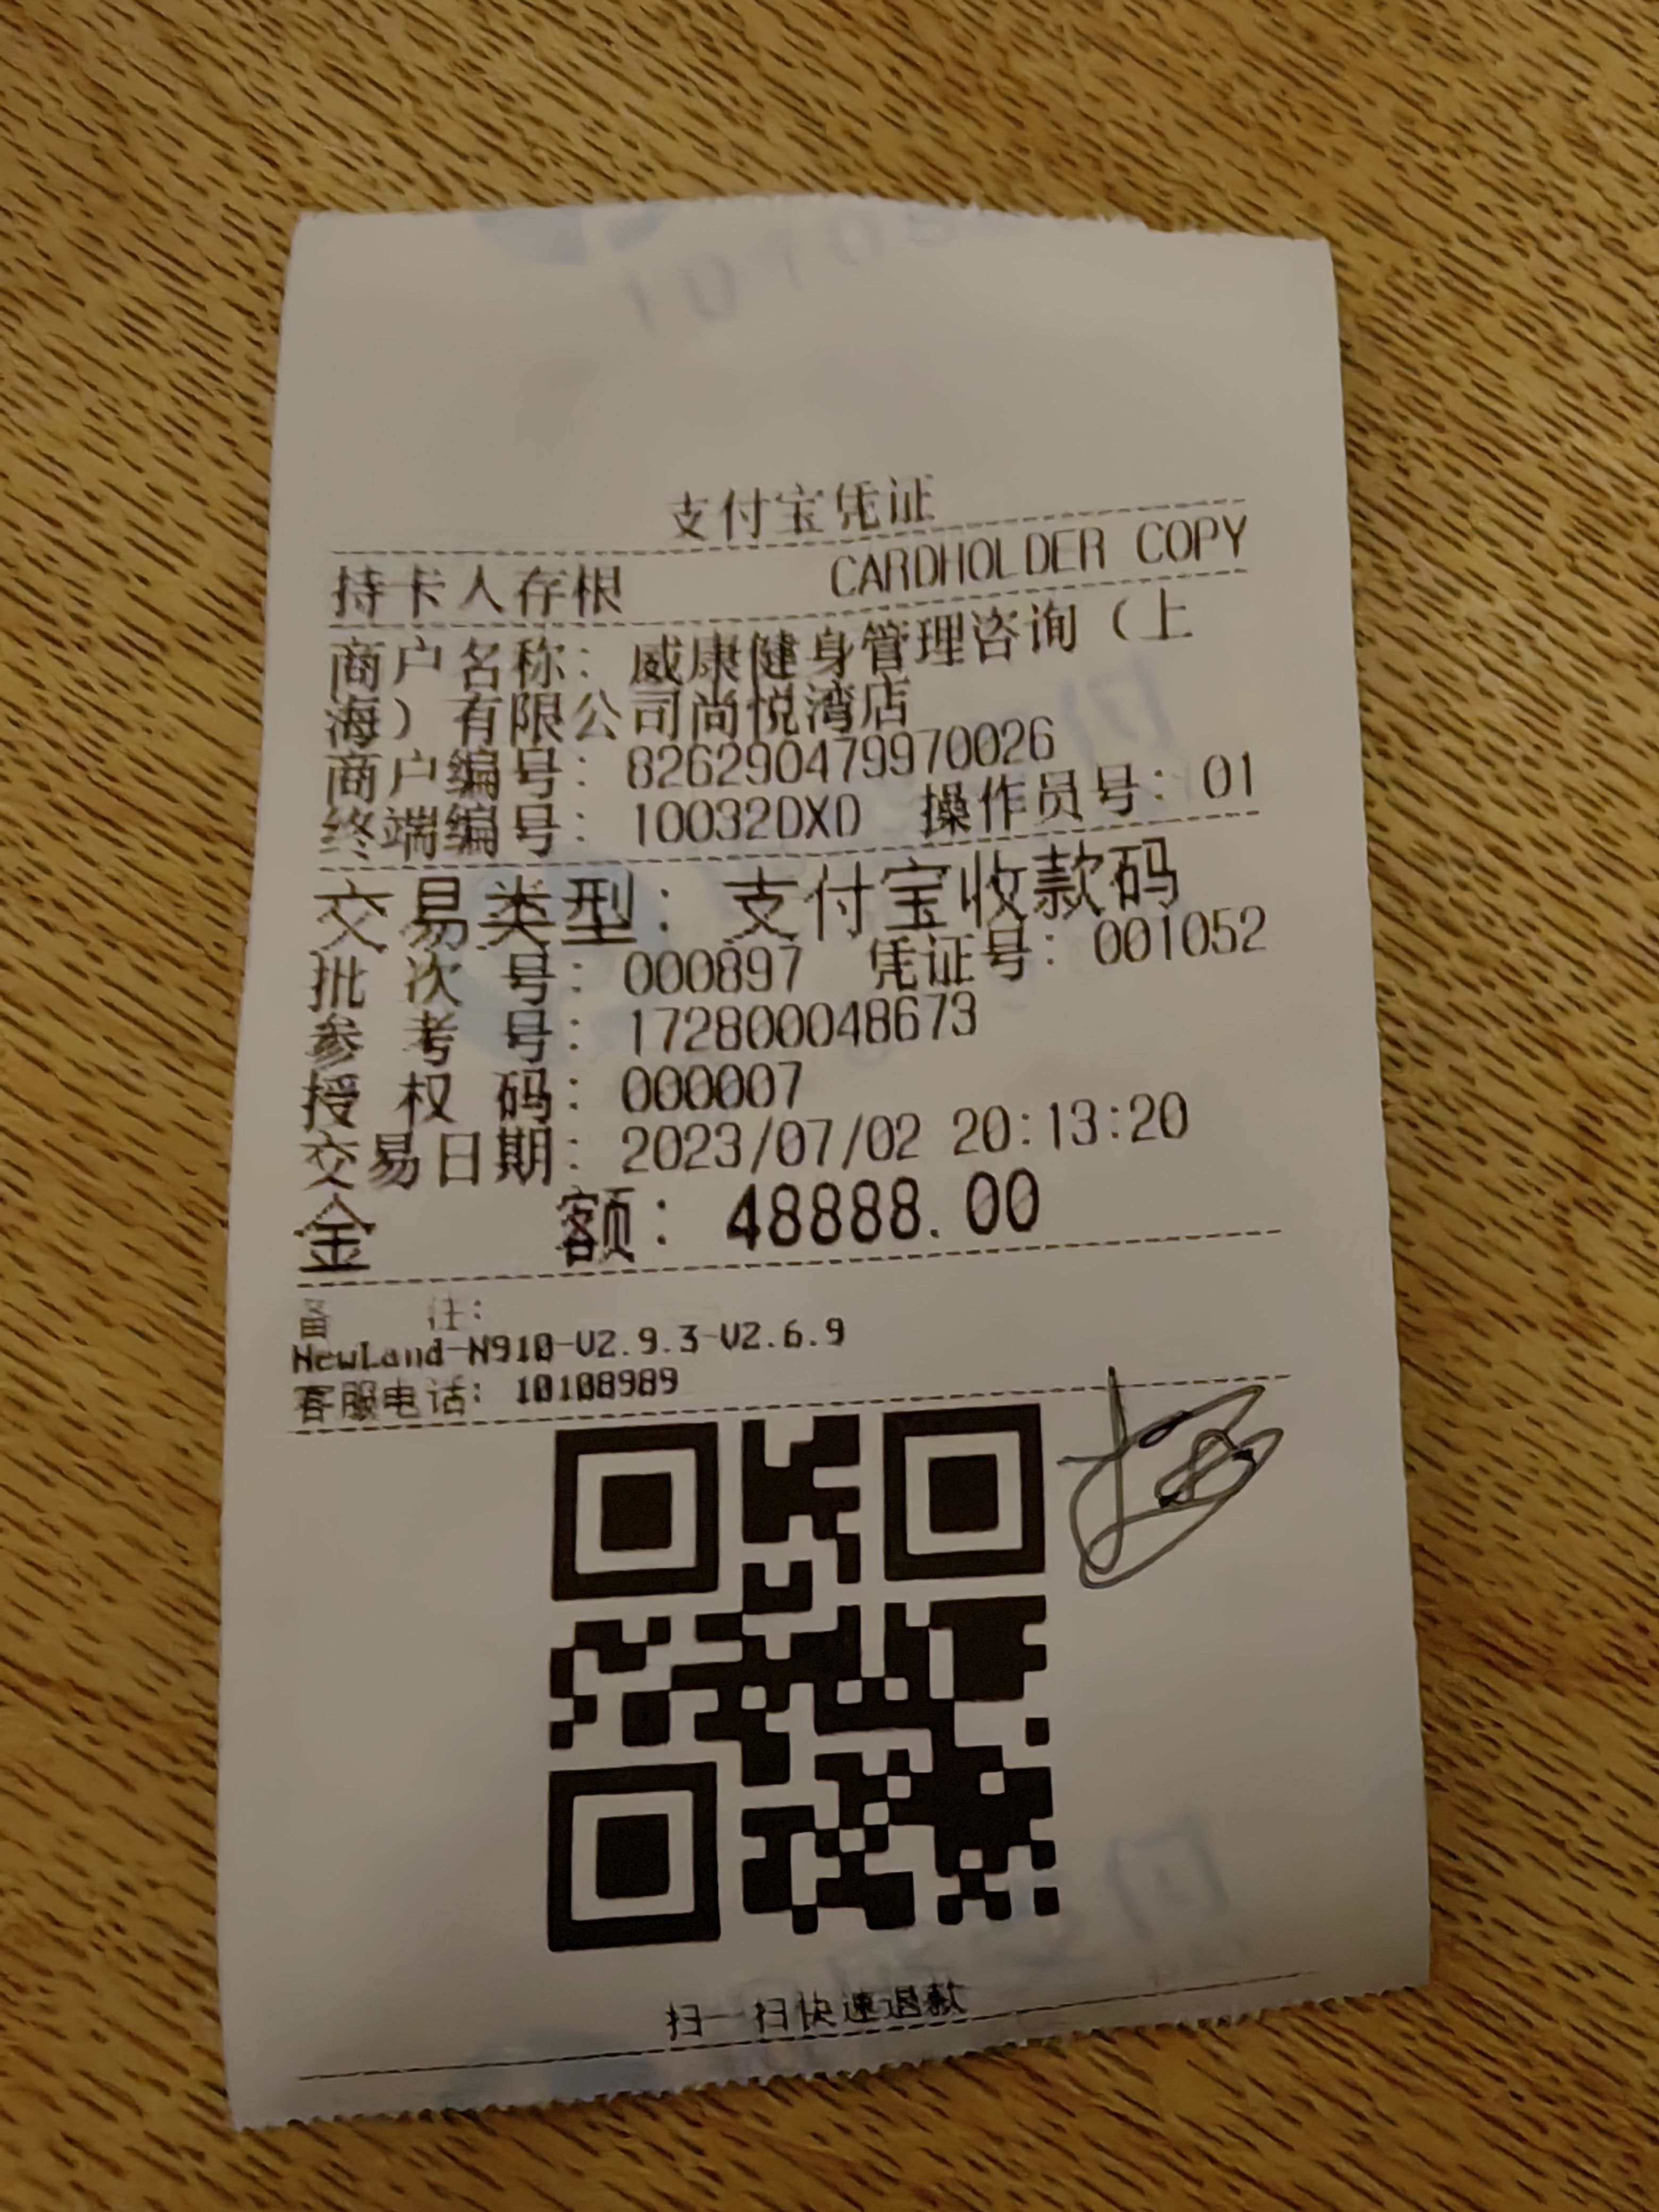 支付宝凭证
持卡人存根 CARDHOLDER COPY
商户名称: 威康健身管理咨询（上
海）有限公司尚悦湾店
商户编号: 826290479970026
终端编号: 10032DXD 操作员号: 01
交易类型: 支付宝收款码
批次号: 000897 凭证号: 001052
参考号: 172800048673
授权码: 000007
交易日期: 2023/07/02 20:13:20
金额: 48888.00
备注:
NewLand-N910-V2.9.3-V2.6.9
客服电话: 10108989
扫一扫快速退款